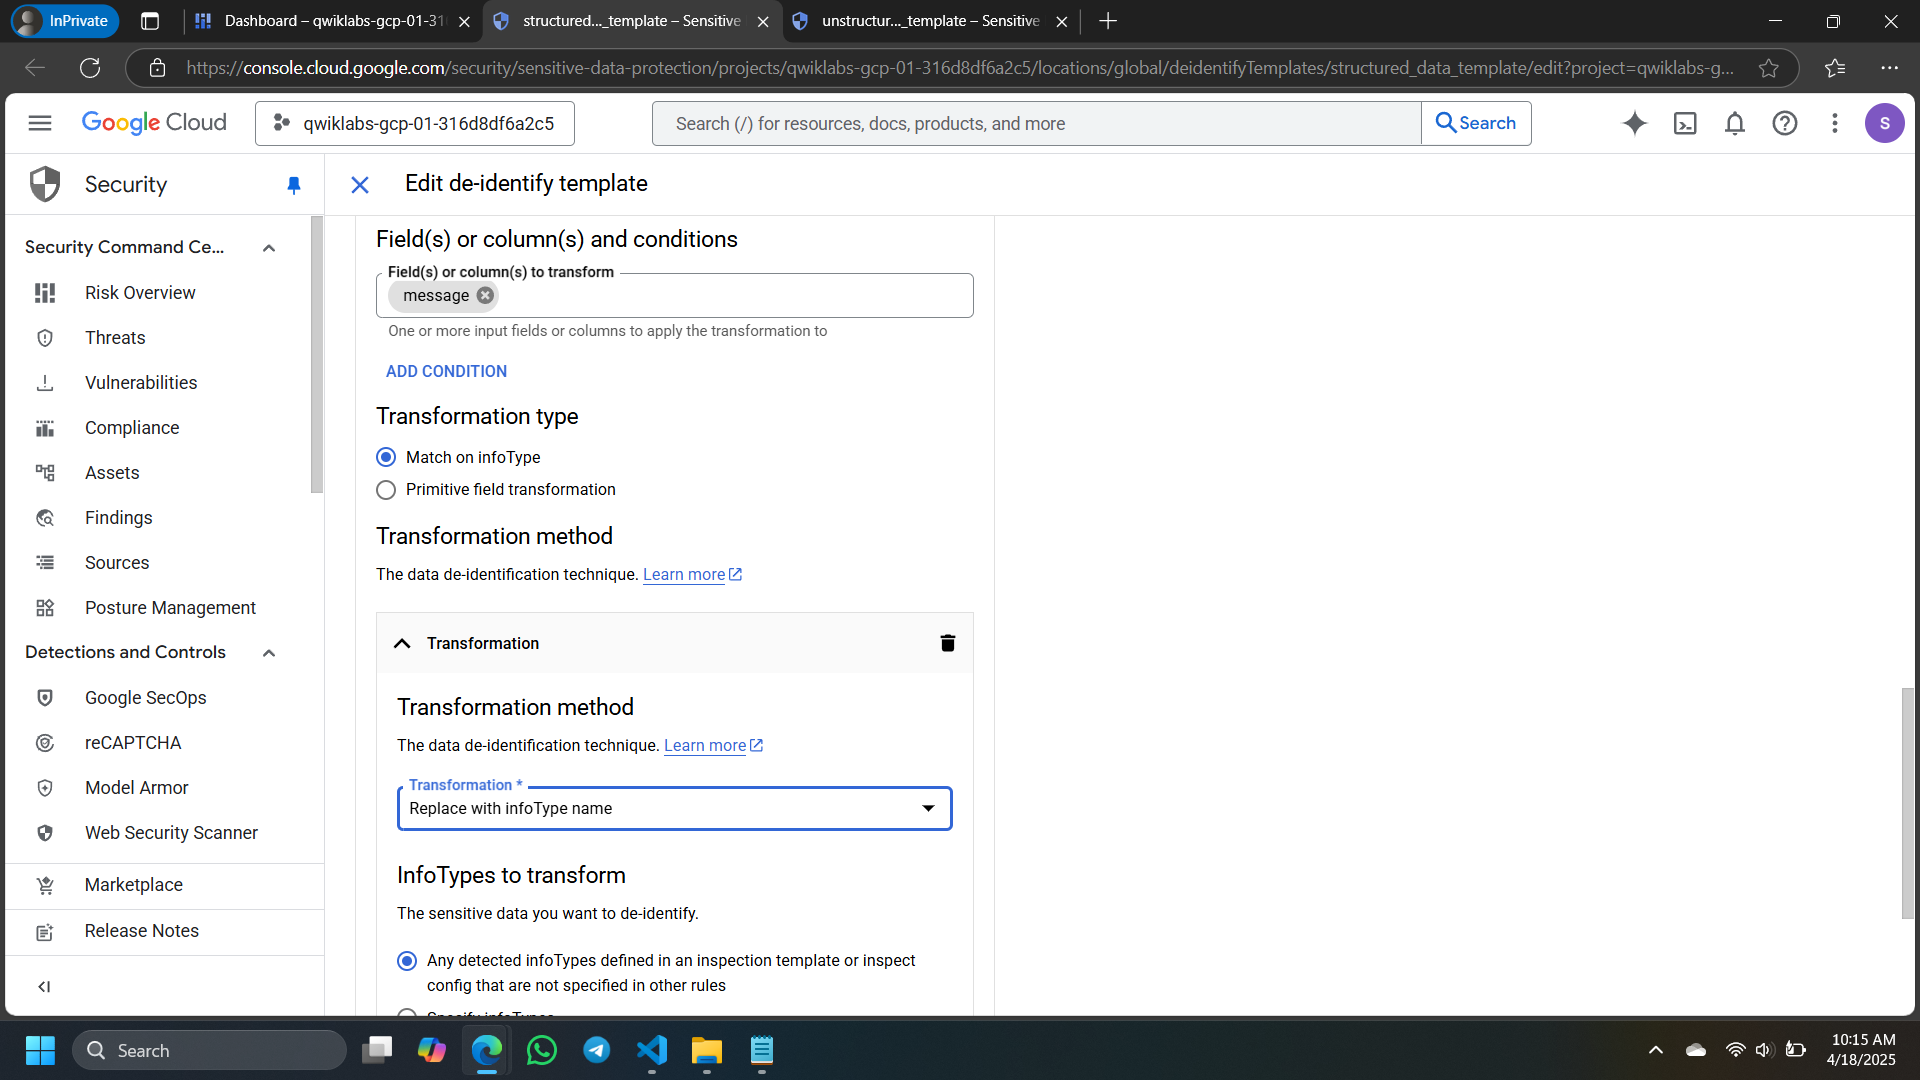 InPrivate
Dashboard – qwiklabs-gcp-01-31
structured..._template – Sensitive
unstructur..._template – Sensitive
https://console.cloud.google.com/security/sensitive-data-protection/projects/qwiklabs-gcp-01-316d8df6a2c5/locations/global/deidentifyTemplates/structured_data_template/edit?project=qwiklabs-g...
Google Cloud
qwiklabs-gcp-01-316d8df6a2c5
Search (/) for resources, docs, products, and more
Search
S
Security
Edit de-identify template
Security Command Ce...
Risk Overview
Threats
Vulnerabilities
Compliance
Assets
Findings
Sources
Posture Management
Detections and Controls
Google SecOps
reCAPTCHA
Model Armor
Web Security Scanner
Marketplace
Release Notes
Field(s) or column(s) and conditions
Field(s) or column(s) to transform
message
One or more input fields or columns to apply the transformation to
ADD CONDITION
Transformation type
Match on infoType
Primitive field transformation
Transformation method
The data de-identification technique. Learn more
Transformation
Transformation method
The data de-identification technique. Learn more
Transformation *
Replace with infoType name
InfoTypes to transform
The sensitive data you want to de-identify.
Any detected infoTypes defined in an inspection template or inspect
config that are not specified in other rules
Specify infoTypes
Search
10:15 AM
4/18/2025